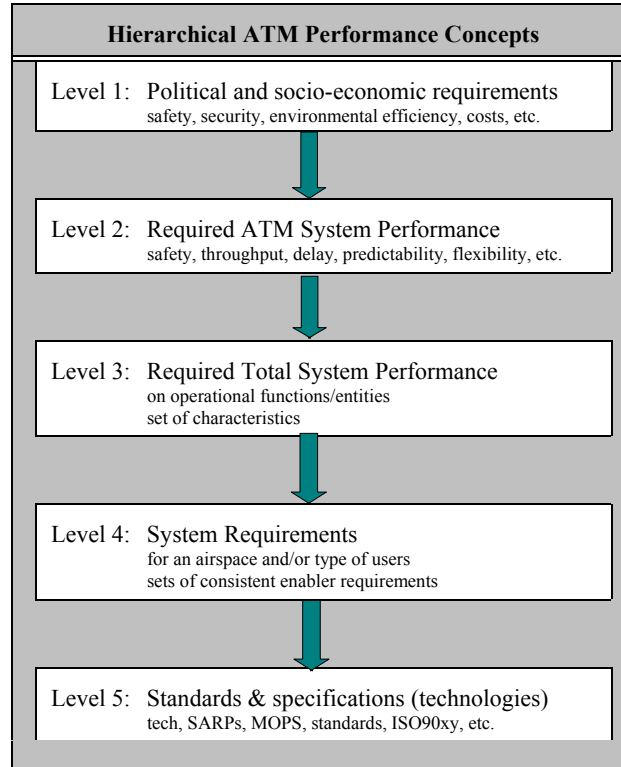 Hierarchical ATM Performance Concepts
Level 1: Political and socio-economic requirements
safety, security, environmental efficiency, costs, etc.
Level 2: Required ATM System Performance
safety, throughput, delay, predictability, flexibility, etc.
Level 3: Required Total System Performance
on operational functions/entities
set of characteristics
Level 4: System Requirements
for an airspace and/or type of users
sets of consistent enabler requirements
Level 5: Standards & specifications (technologies)
tech, SARPs, MOPS, standards, ISO90xy, etc.